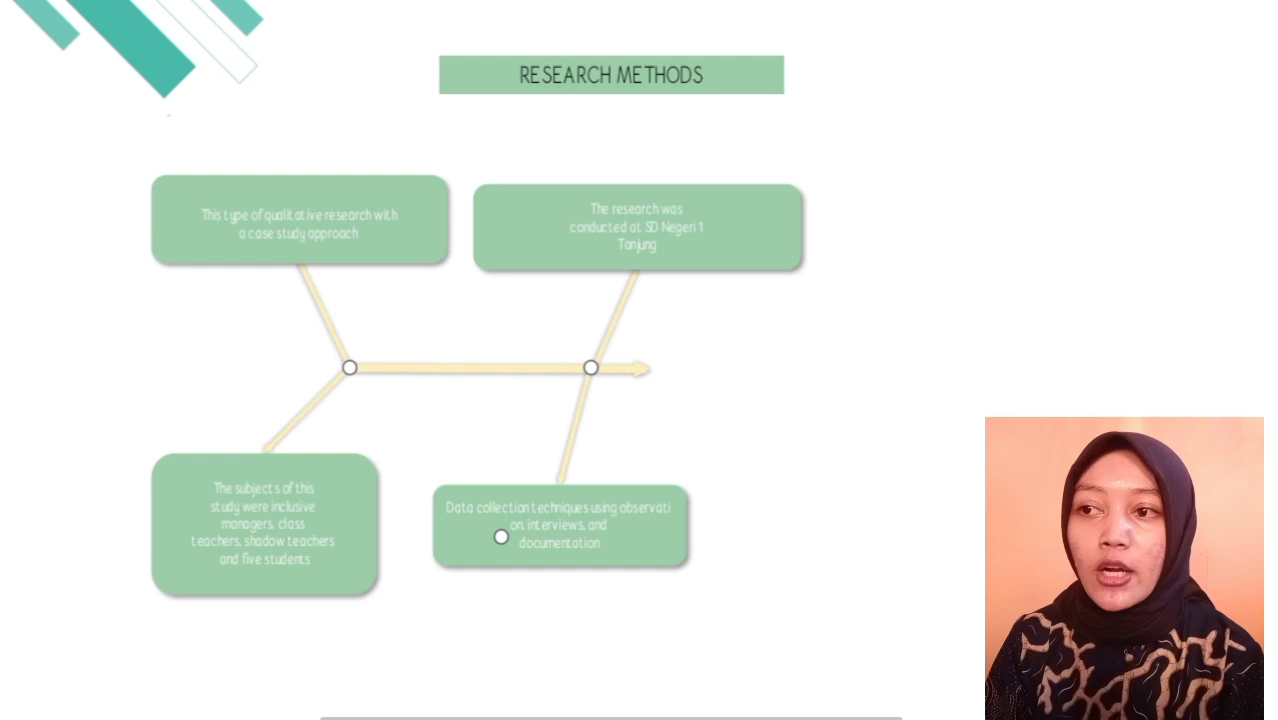 RESEARCH METHODS
This type of qualitative research with
a case study approach
The research was
conducted at SD Negeri 1
Tanjung
The subjects of this
study were inclusive
managers, class
teachers, shadow teachers
and five students
Data collection techniques using observati
on, interviews, and
documentation